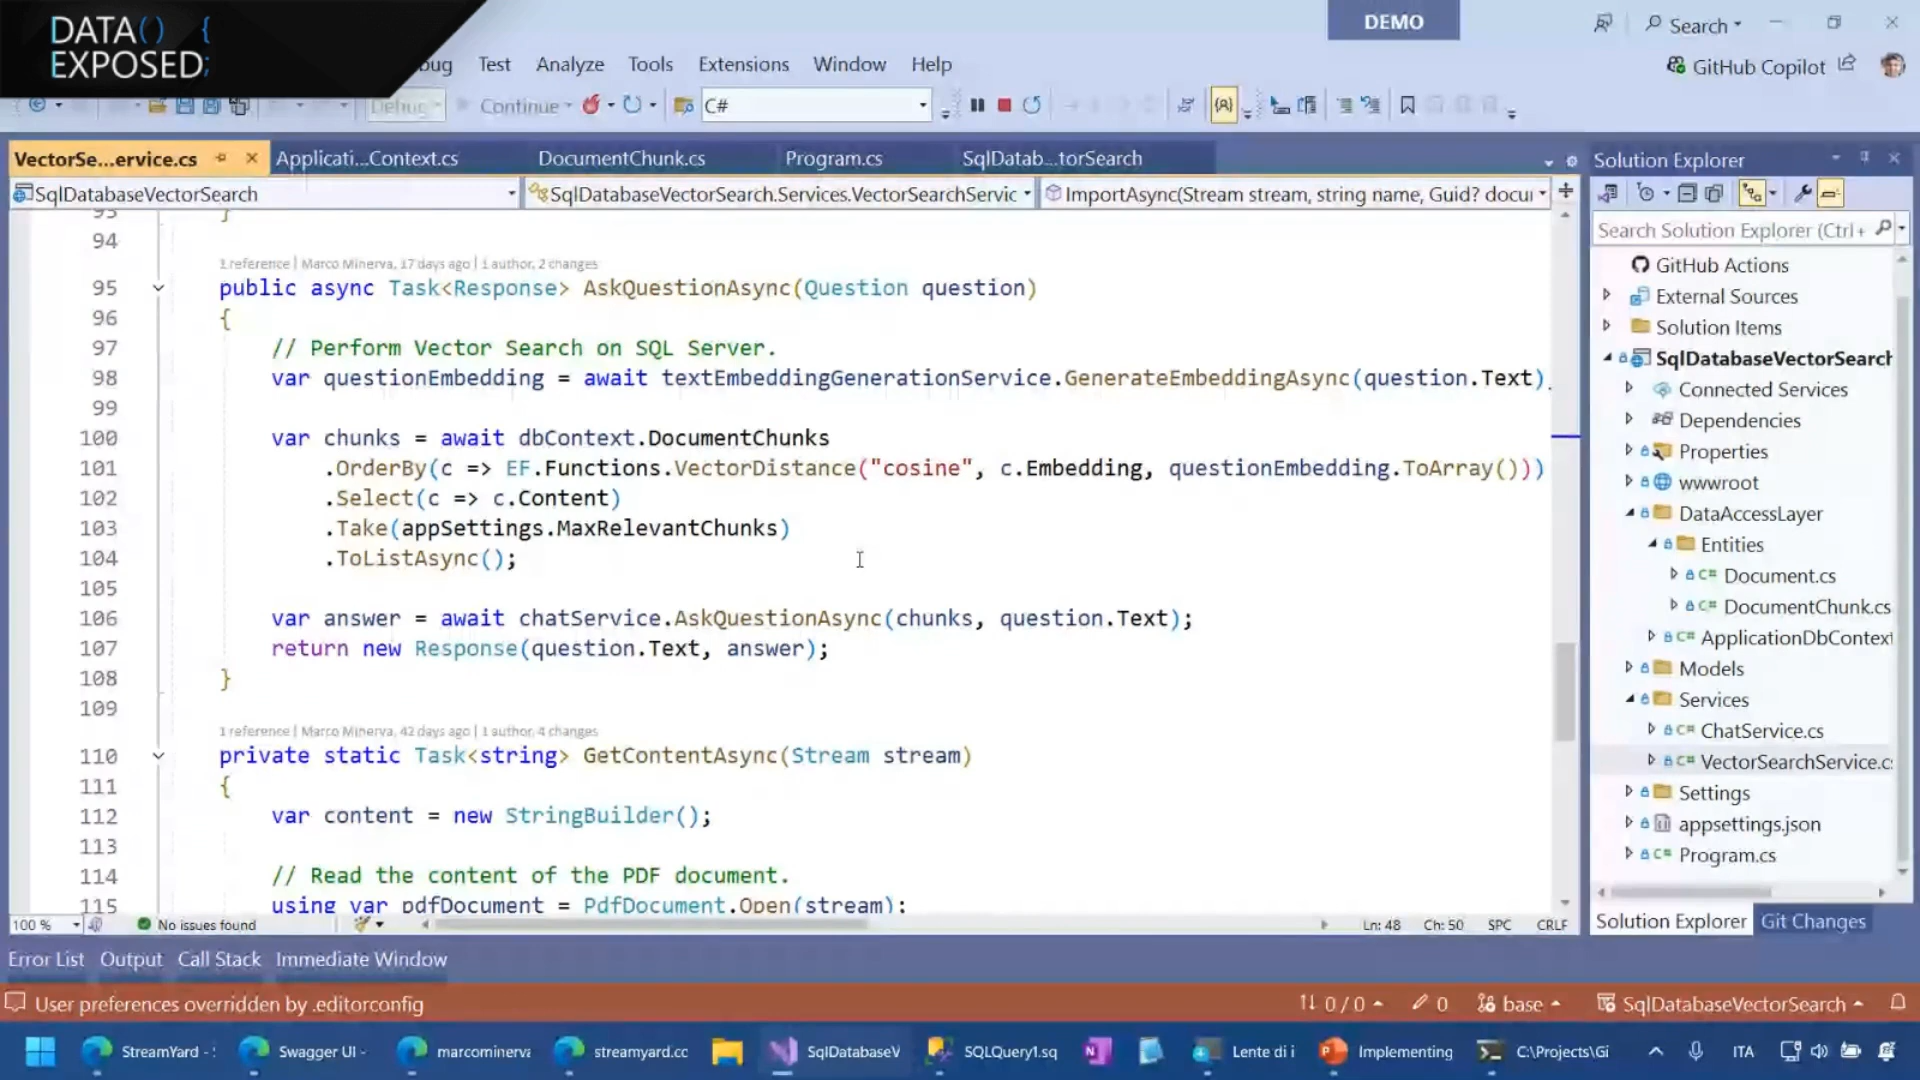 DATA() {
EXPOSED;
DEMO
Search
Test Analyze Tools Extensions Window Help
GitHub Copilot
Debug Continue C#
VectorSe...ervice.cs Applicati...Context.cs DocumentChunk.cs Program.cs SqlDatab...torSearch
SqlDatabaseVectorSearch SqlDatabaseVectorSearch.Services.VectorSearchServic ImportAsync(Stream stream, string name, Guid? docu
93 }
94
1 reference | Marco Minerva, 17 days ago | 1 author, 2 changes
95 public async Task<Response> AskQuestionAsync(Question question)
96 {
97 // Perform Vector Search on SQL Server.
98 var questionEmbedding = await textEmbeddingGenerationService.GenerateEmbeddingAsync(question.Text)
99
100 var chunks = await dbContext.DocumentChunks
101 .OrderBy(c => EF.Functions.VectorDistance("cosine", c.Embedding, questionEmbedding.ToArray()))
102 .Select(c => c.Content)
103 .Take(appSettings.MaxRelevantChunks)
104 .ToListAsync();
105
106 var answer = await chatService.AskQuestionAsync(chunks, question.Text);
107 return new Response(question.Text, answer);
108 }
109
1 reference | Marco Minerva, 42 days ago | 1 author, 4 changes
110 private static Task<string> GetContentAsync(Stream stream)
111 {
112 var content = new StringBuilder();
113
114 // Read the content of the PDF document.
115 using var pdfDocument = PdfDocument.Open(stream);
100 % No issues found Ln: 48 Ch: 50 SPC CRLF
Solution Explorer
Search Solution Explorer (Ctrl+
GitHub Actions
External Sources
Solution Items
SqlDatabaseVectorSearch
Connected Services
Dependencies
Properties
wwwroot
DataAccessLayer
Entities
C# Document.cs
C# DocumentChunk.cs
C# ApplicationDbContext
Models
Services
C# ChatService.cs
C# VectorSearchService.c
Settings
appsettings.json
C# Program.cs
Solution Explorer Git Changes
Error List Output Call Stack Immediate Window
User preferences overridden by .editorconfig 0 / 0 0 base SqlDatabaseVectorSearch
StreamYard - Swagger UI - marcominerva streamyard.cc SqlDatabaseV SQLQuery1.sq Lente di i Implementing C:\Projects\Gi ITA